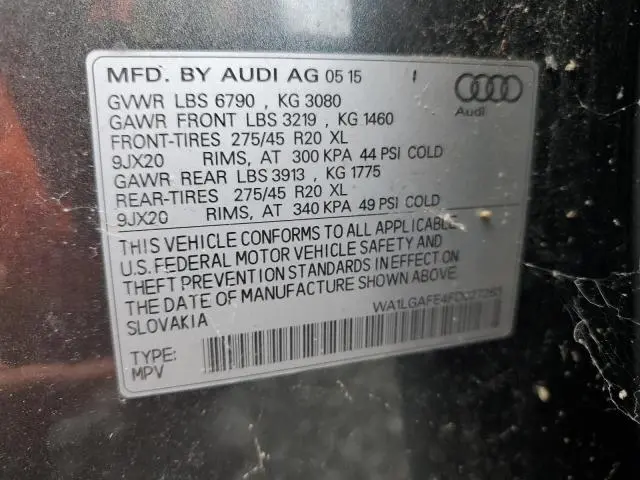 MFD. BY AUDI AG 05 15
Audi
GVWR LBS 6790 , KG 3080
GAWR FRONT LBS 3219 , KG 1460
FRONT-TIRES 275/45 R20 XL
9JX20 RIMS, AT 300 KPA 44 PSI COLD
GAWR REAR LBS 3913 , KG 1775
REAR-TIRES 275/45 R20 XL
9JX20 RIMS, AT 340 KPA 49 PSI COLD
THIS VEHICLE CONFORMS TO ALL APPLICABLE
U.S. FEDERAL MOTOR VEHICLE SAFETY AND
THEFT PREVENTION STANDARDS IN EFFECT ON
THE DATE OF MANUFACTURE SHOWN ABOVE.
SLOVAKIA
TYPE:
MPV